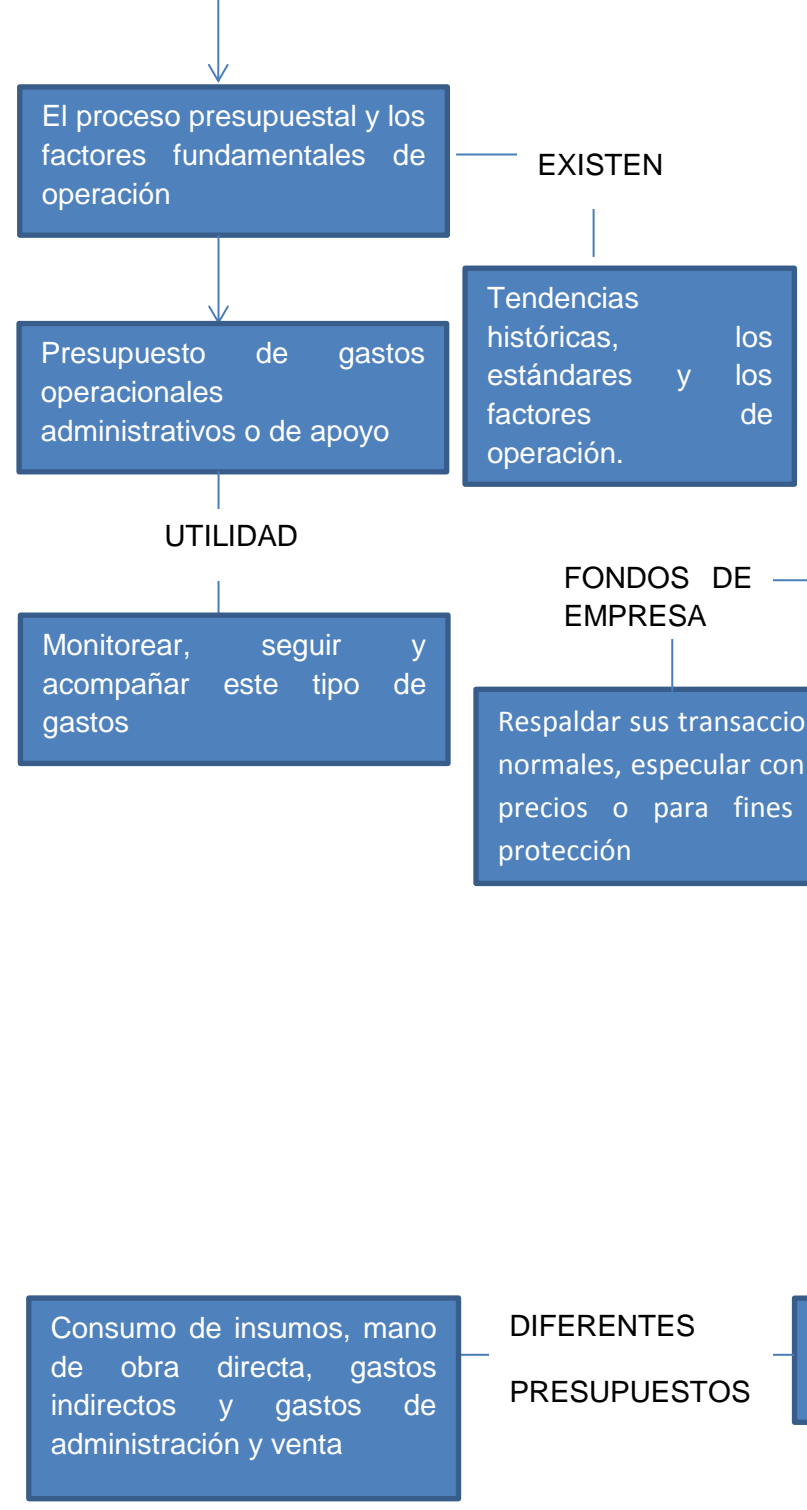 El proceso presupuestal y los
factores fundamentales de
operación
EXISTEN
Tendencias
históricas, los
estándares y los
factores de
operación.
Presupuesto de gastos
operacionales
administrativos o de apoyo
UTILIDAD
Monitorear, seguir y
acompañar este tipo de
gastos
FONDOS DE
EMPRESA
Respaldar sus transaccio
normales, especular con
precios o para fines
protección
Consumo de insumos, mano
de obra directa, gastos
indirectos y gastos de
administración y venta
DIFERENTES
PRESUPUESTOS